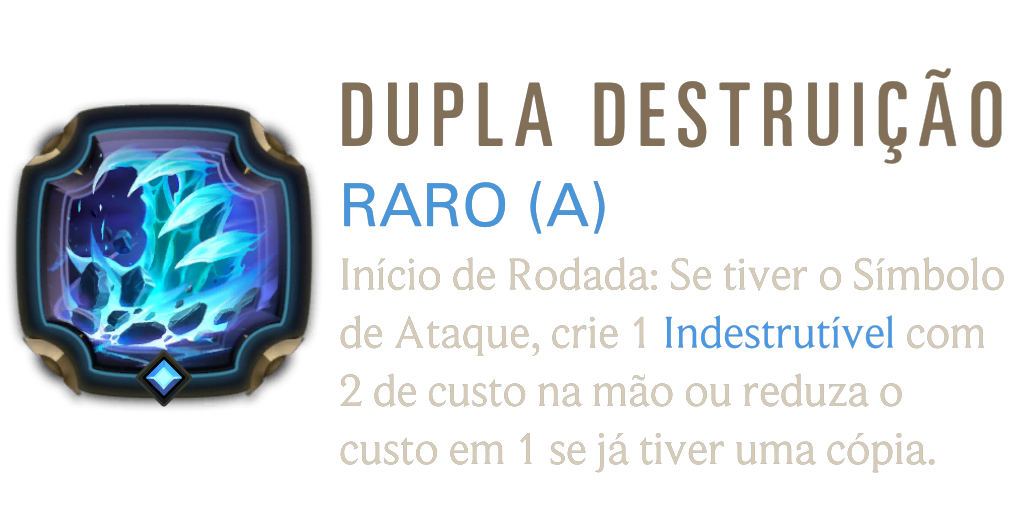 DUPLA DESTRUIÇÃO
RARO (A)
Início de Rodada: Se tiver o Símbolo
de Ataque, crie 1 Indestrutível com
2 de custo na mão ou reduza o
custo em 1 se já tiver uma cópia.